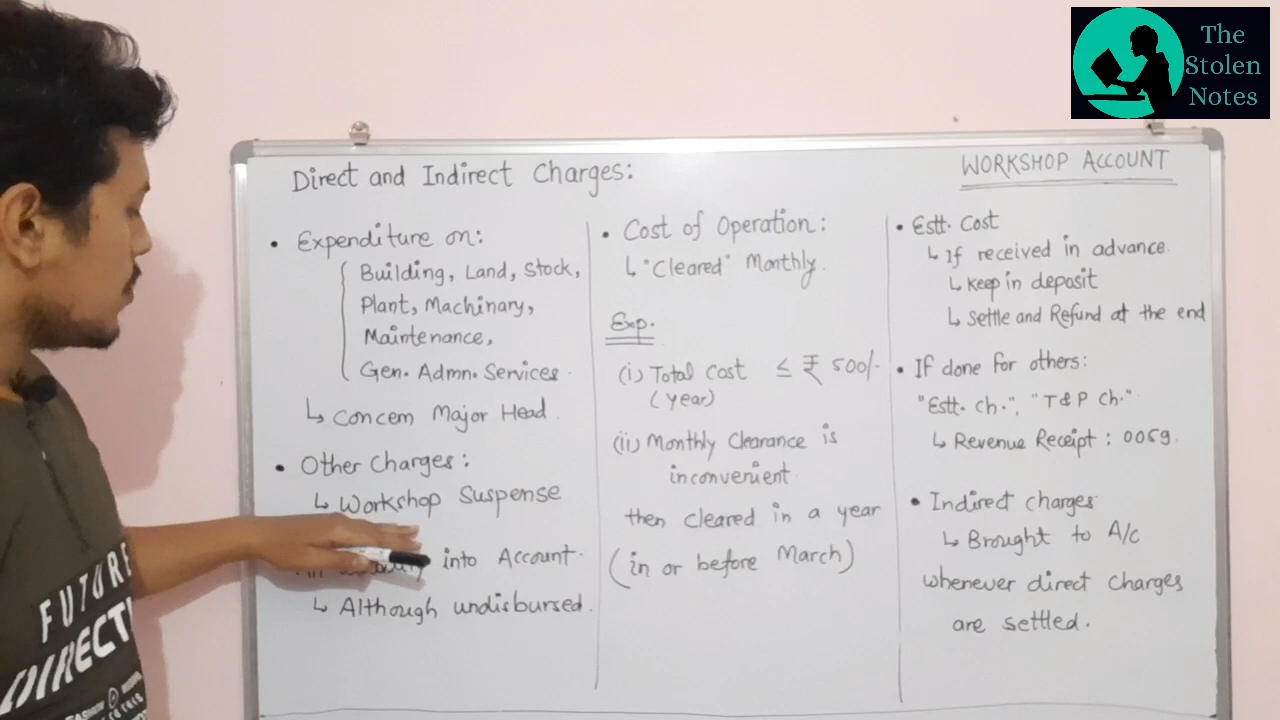 The
Stolen
Notes
WORKSHOP ACCOUNT
Direct and Indirect Charges:
• Expenditure on:
Building, Land, Stock,
Plant, Machinary,
Maintenance,
Gen. Admn. Services.
↳ Concern Major Head.
• Other Charges:
↳ Workshop Suspense
into Account.
↳ Although undisbursed.
• Cost of Operation:
↳ "Cleared" Monthly.
Exp.
(i) Total Cost ≤ ₹ 500/-
(year)
(ii) Monthly Clearance is
inconvenient
then cleared in a year
(in or before March)
• Estt. Cost
↳ If received in advance.
↳ Keep in deposit
↳ Settle and Refund at the end
• If done for others:
"Estt. Ch.", "T&P Ch."
↳ Revenue Receipt : 0059.
• Indirect charges
↳ Brought to A/C
whenever direct charges
are settled.
FUTURE
DIRECTI